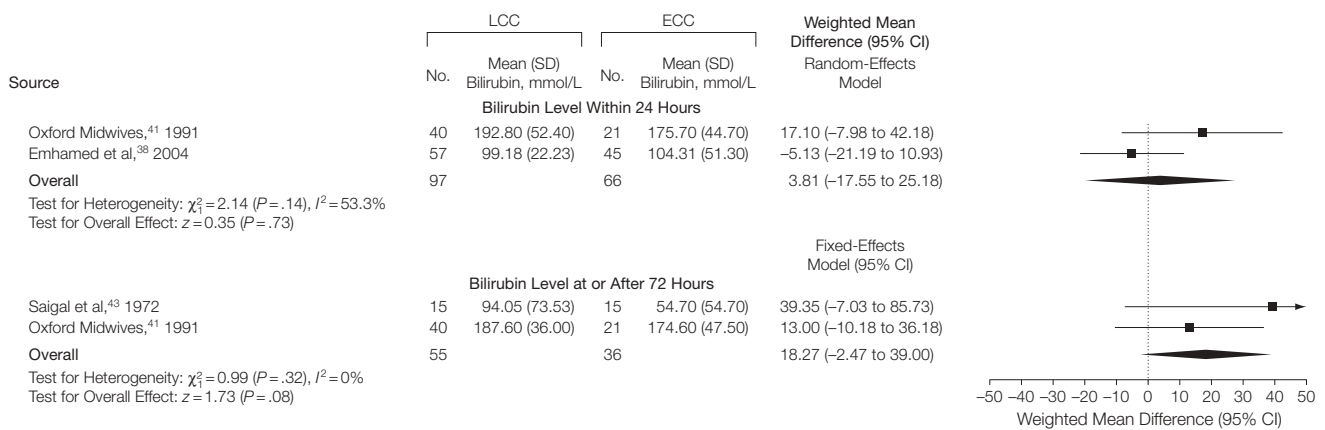 LCC ECC Weighted Mean
Difference (95% CI)
Source No. Mean (SD) Bilirubin, mmol/L No. Mean (SD) Bilirubin, mmol/L Random-Effects Model
Bilirubin Level Within 24 Hours
Oxford Midwives,⁴¹ 1991 40 192.80 (52.40) 21 175.70 (44.70) 17.10 (–7.98 to 42.18)
Emhamed et al,³⁸ 2004 57 99.18 (22.23) 45 104.31 (51.30) –5.13 (–21.19 to 10.93)
Overall 97 66 3.81 (–17.55 to 25.18)
Test for Heterogeneity: χ²₁ = 2.14 (P = .14), I² = 53.3%
Test for Overall Effect: z = 0.35 (P = .73)
Fixed-Effects
Model (95% CI)
Bilirubin Level at or After 72 Hours
Saigal et al,⁴³ 1972 15 94.05 (73.53) 15 54.70 (54.70) 39.35 (–7.03 to 85.73)
Oxford Midwives,⁴¹ 1991 40 187.60 (36.00) 21 174.60 (47.50) 13.00 (–10.18 to 36.18)
Overall 55 36 18.27 (–2.47 to 39.00)
Test for Heterogeneity: χ²₁ = 0.99 (P = .32), I² = 0%
Test for Overall Effect: z = 1.73 (P = .08)
–50 –40 –30 –20 –10 0 10 20 30 40 50
Weighted Mean Difference (95% CI)